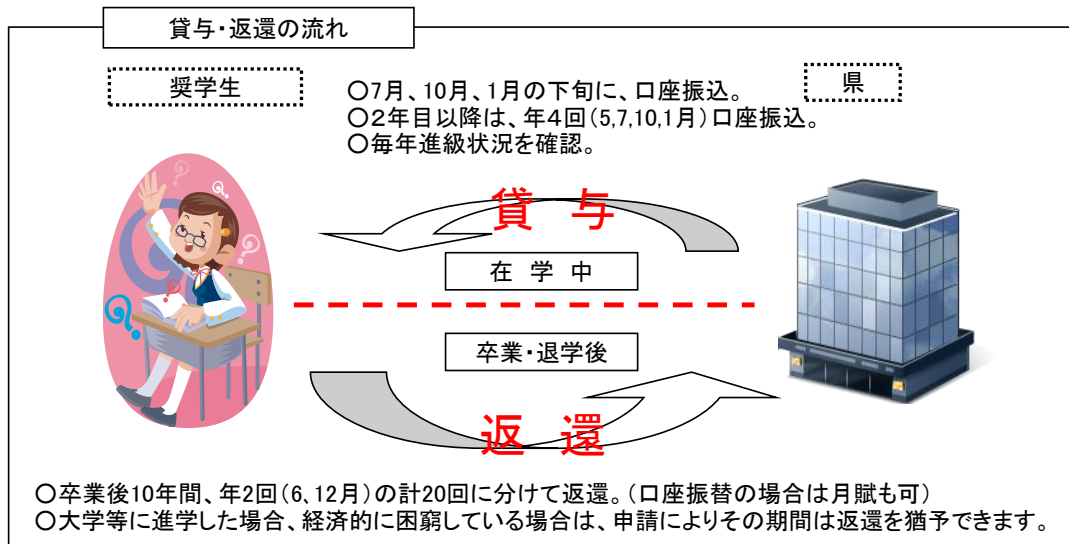 貸与・返還の流れ
奨学生
県
○7月、10月、1月の下旬に、口座振込。
○２年目以降は、年４回（5,7,10,1月）口座振込。
○毎年進級状況を確認。
貸　与
在　学　中
卒業・退学後
返　還
○卒業後10年間、年2回（6、12月）の計20回に分けて返還。（口座振替の場合は月賦も可）
○大学等に進学した場合、経済的に困窮している場合は、申請によりその期間は返還を猶予できます。